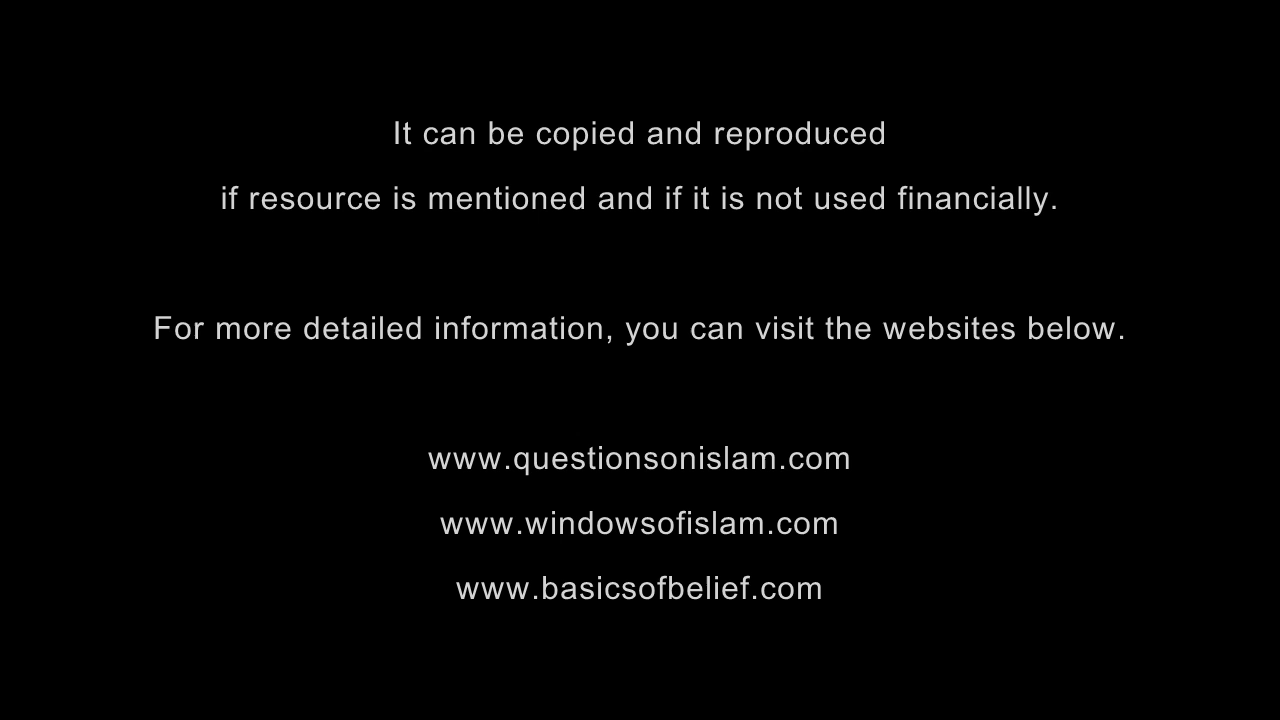 It can be copied and reproduced
if resource is mentioned and if it is not used financially.
For more detailed information, you can visit the websites below.
www.questionsonislam.com
www.windowsofislam.com
www.basicsofbelief.com